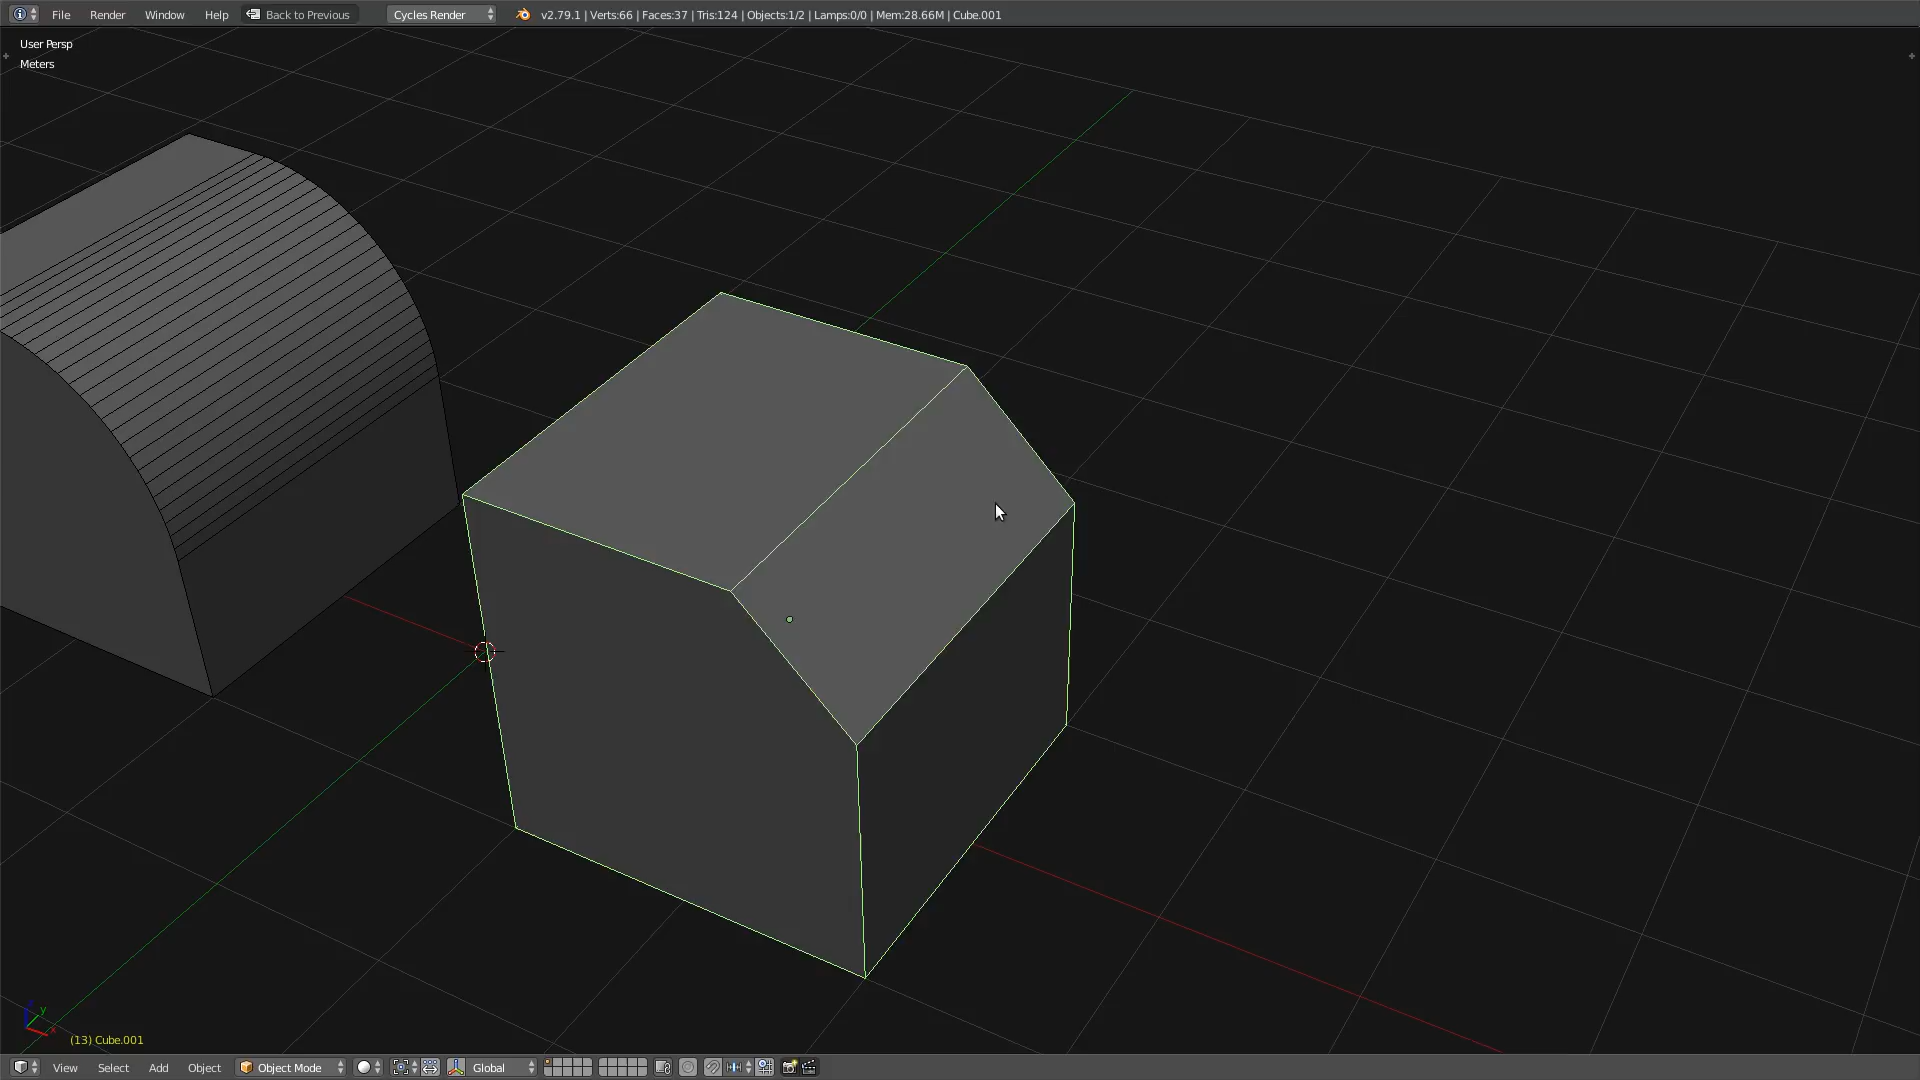 File Render Window Help Back to Previous Cycles Render v2.79.1 | Verts:66 | Faces:37 | Tris:124 | Objects:1/2 | Lamps:0/0 | Mem:28.66M | Cube.001
User Persp
Meters
y
x
(13) Cube.001
View Select Add Object Object Mode Global